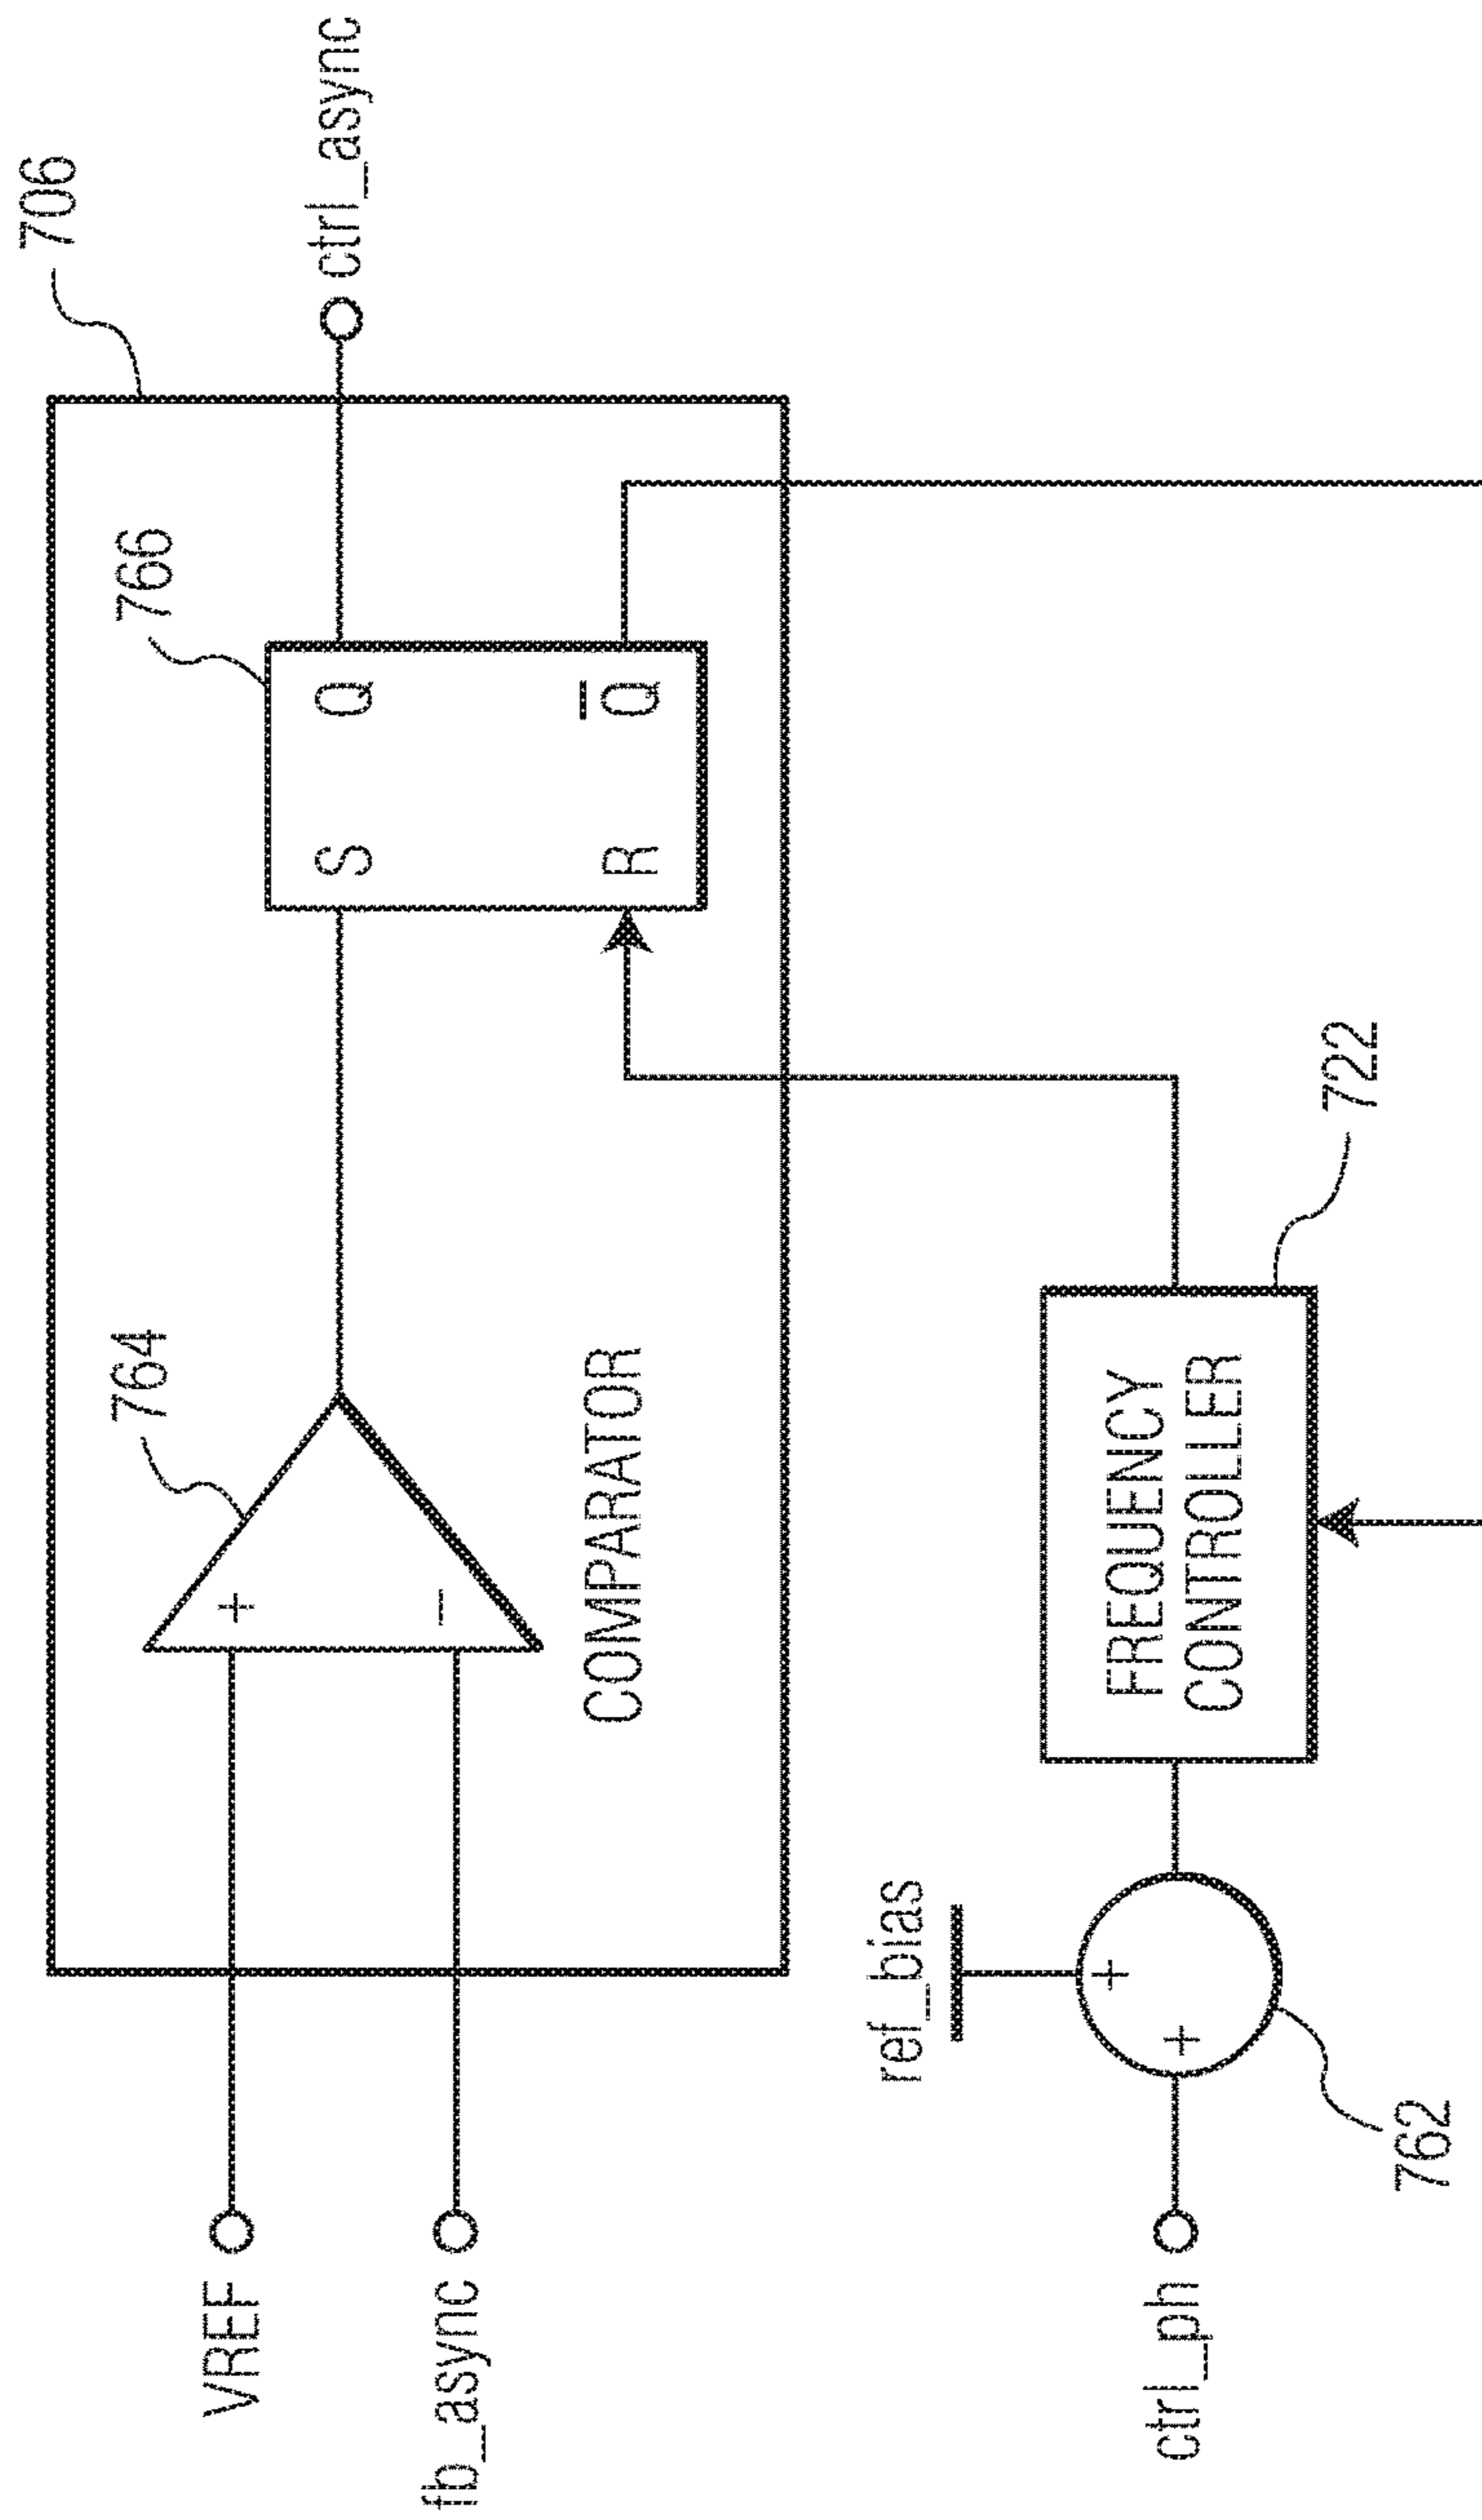 706
764
766
VREF
+
S
Q
ctrl_async
fb_async
−
R
Q̅
COMPARATOR
ref_bias
+
ctrl_ph
+
FREQUENCY
CONTROLLER
722
762